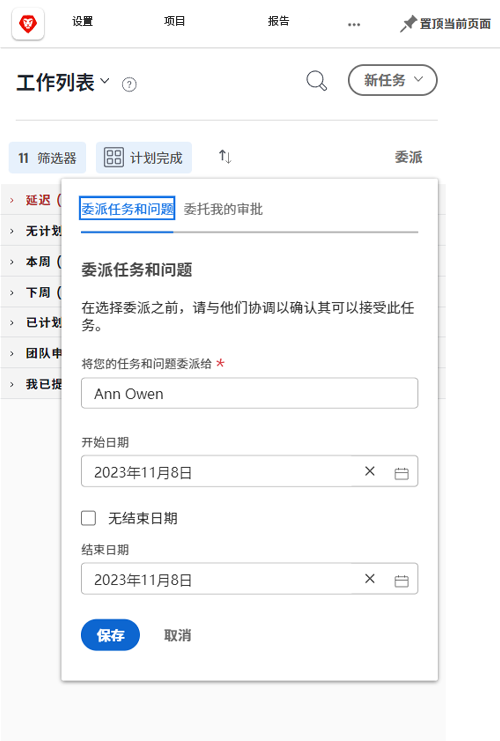 设置 项目 报告 ••• 置顶当前页面
工作列表 ?
新任务
11 筛选器 计划完成 委派
延迟 (
无计划
本周 (
下周 (
已计划
团队申
我已提
委派任务和问题 委托我的审批
委派任务和问题
在选择委派之前，请与他们协调以确认其可以接受此任
务。
将您的任务和问题委派给 *
Ann Owen
开始日期
2023年11月8日
无结束日期
结束日期
2023年11月8日
保存 取消